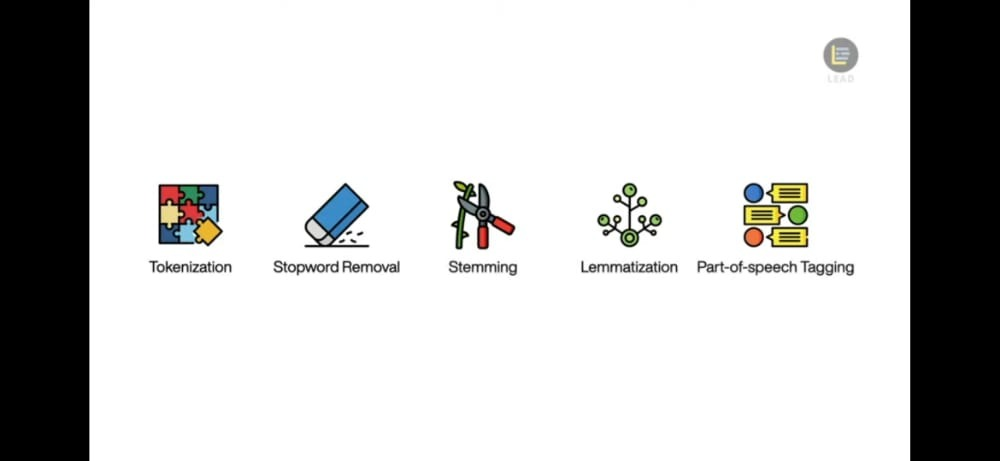 LEAD
Tokenization
Stopword Removal
Stemming
Lemmatization
Part-of-speech Tagging